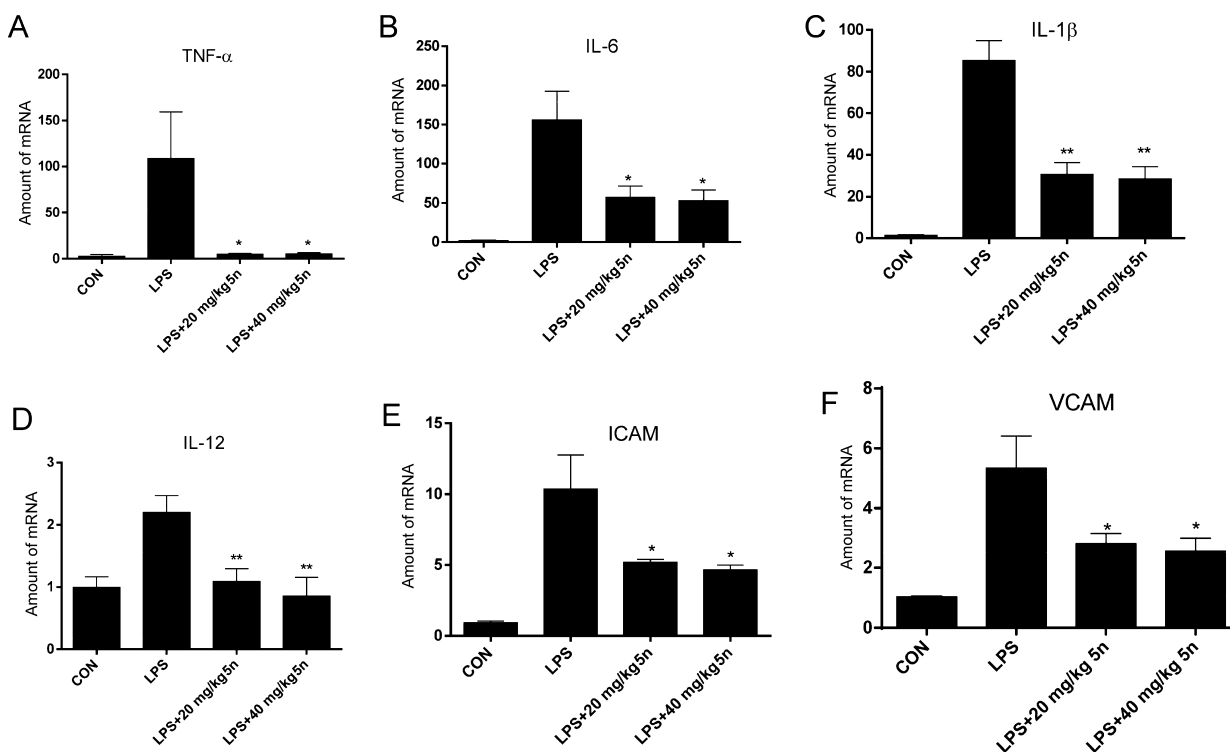 A
TNF-α
Amount of mRNA
200
150
100
50
0
*
*
CON
LPS
LPS+20 mg/kg5n
LPS+40 mg/kg5n
B
IL-6
Amount of mRNA
250
200
150
100
50
0
*
*
CON
LPS
LPS+20 mg/kg5n
LPS+40 mg/kg5n
C
IL-1β
Amount of mRNA
100
80
60
40
20
0
**
**
CON
LPS
LPS+20 mg/kg5n
LPS+40 mg/kg5n
D
IL-12
Amount of mRNA
3
2
1
0
**
**
CON
LPS
LPS+20 mg/kg5n
LPS+40 mg/kg5n
E
ICAM
Amount of mRNA
15
10
5
0
*
*
CON
LPS
LPS+20 mg/kg5n
LPS+40 mg/kg5n
F
VCAM
Amount of mRNA
8
6
4
2
0
*
*
CON
LPS
LPS+20 mg/kg 5n
LPS+40 mg/kg 5n